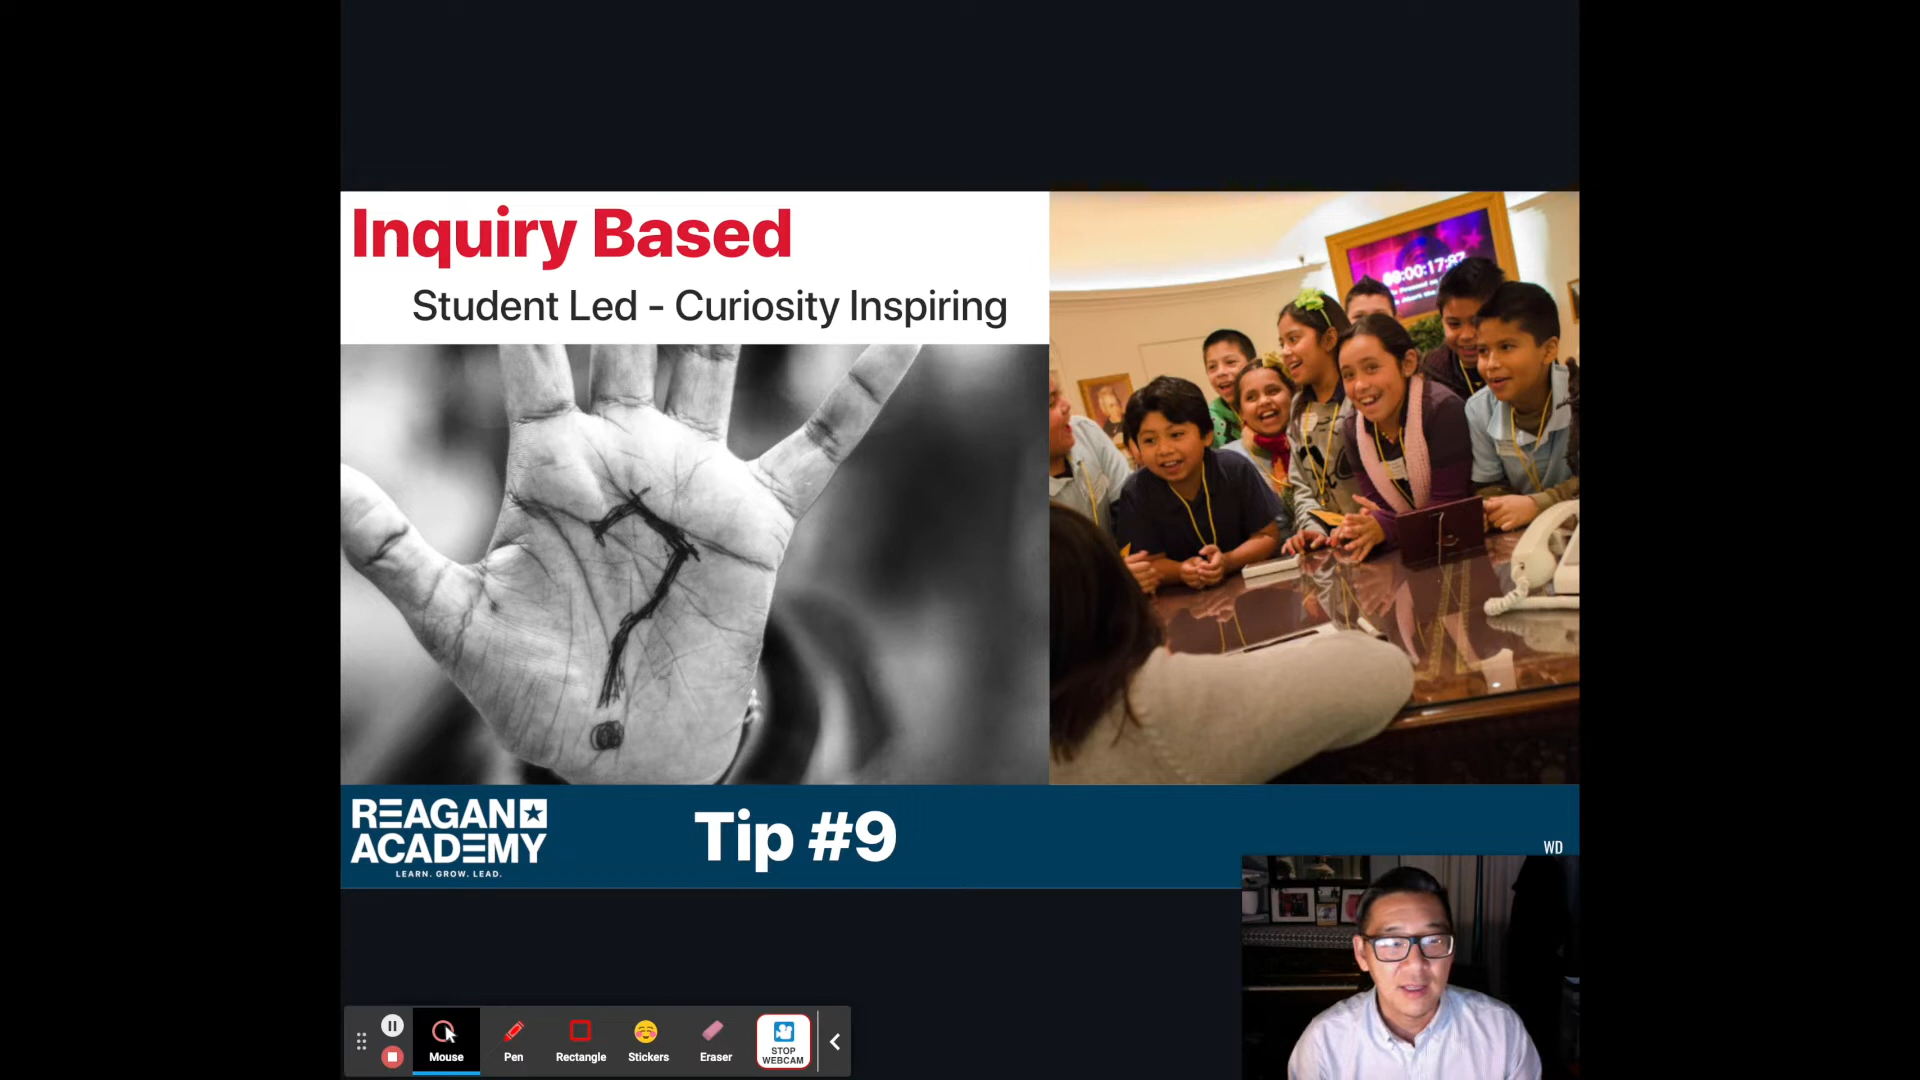 Inquiry Based
Student Led - Curiosity Inspiring
?
REAGAN
ACADEMY
LEARN. GROW. LEAD.
Tip #9
WD
Mouse
Pen
Rectangle
Stickers
Eraser
STOP
WEBCAM